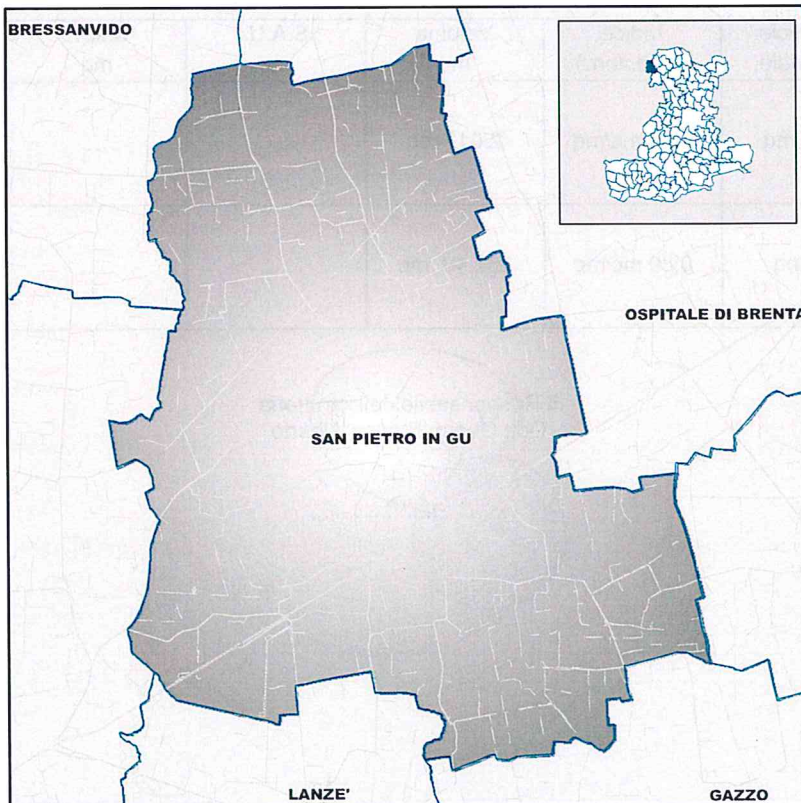 BRESSANVIDO
OSPITALE DI BRENTA
SAN PIETRO IN GU
LANZE'
GAZZO